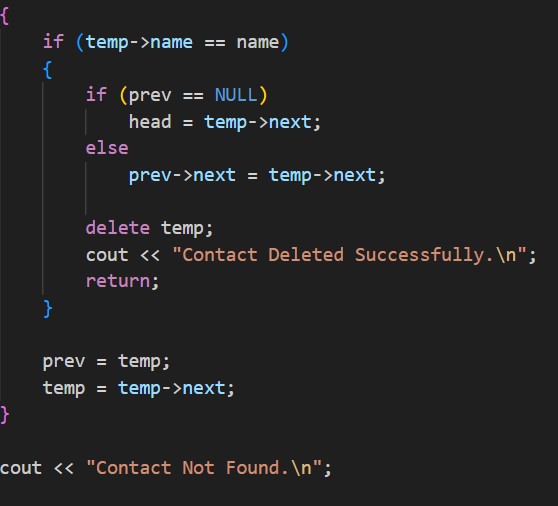 {
    if (temp->name == name)
    {
        if (prev == NULL)
            head = temp->next;
        else
            prev->next = temp->next;

        delete temp;
        cout << "Contact Deleted Successfully.\n";
        return;
    }

    prev = temp;
    temp = temp->next;
}

cout << "Contact Not Found.\n";